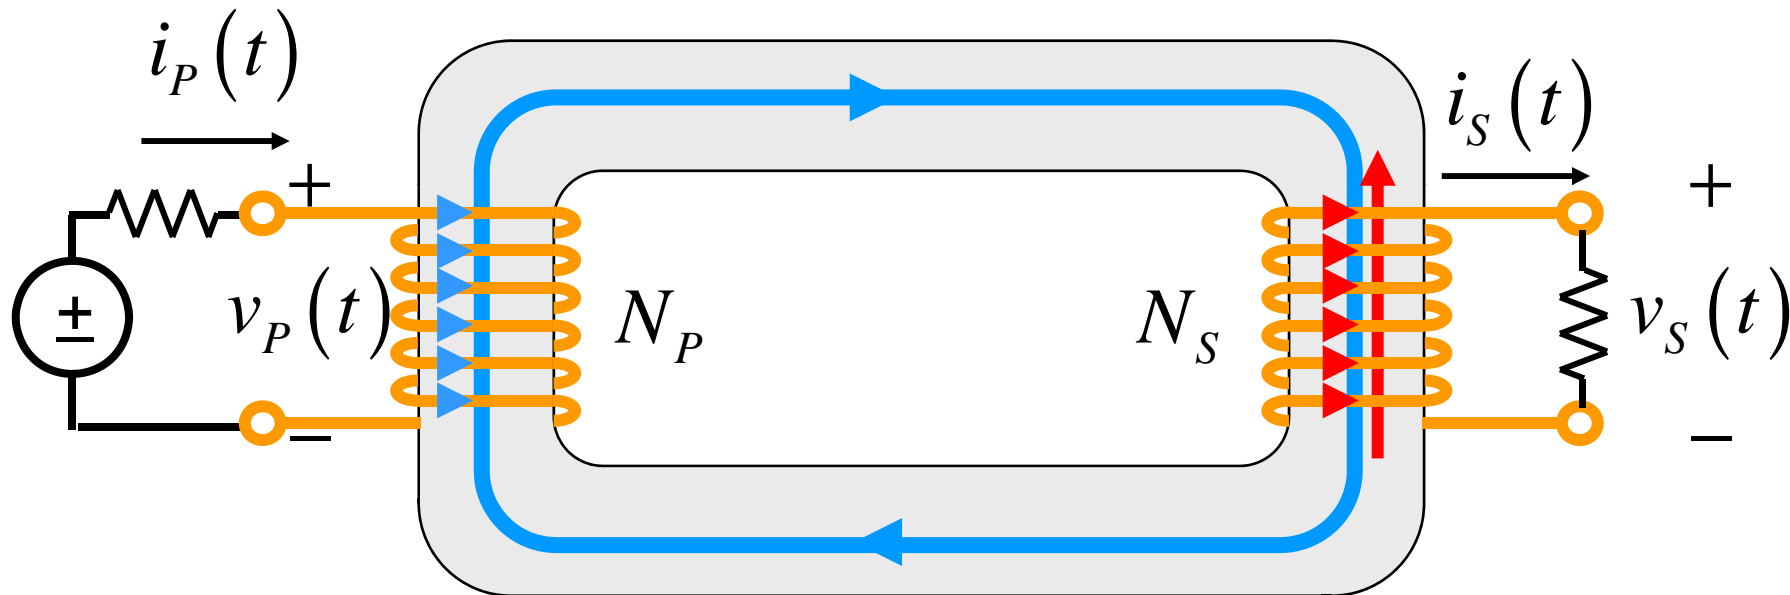 i_P(t)
i_S(t)
+
+
±
v_P(t)
N_P
N_S
v_S(t)
−
−